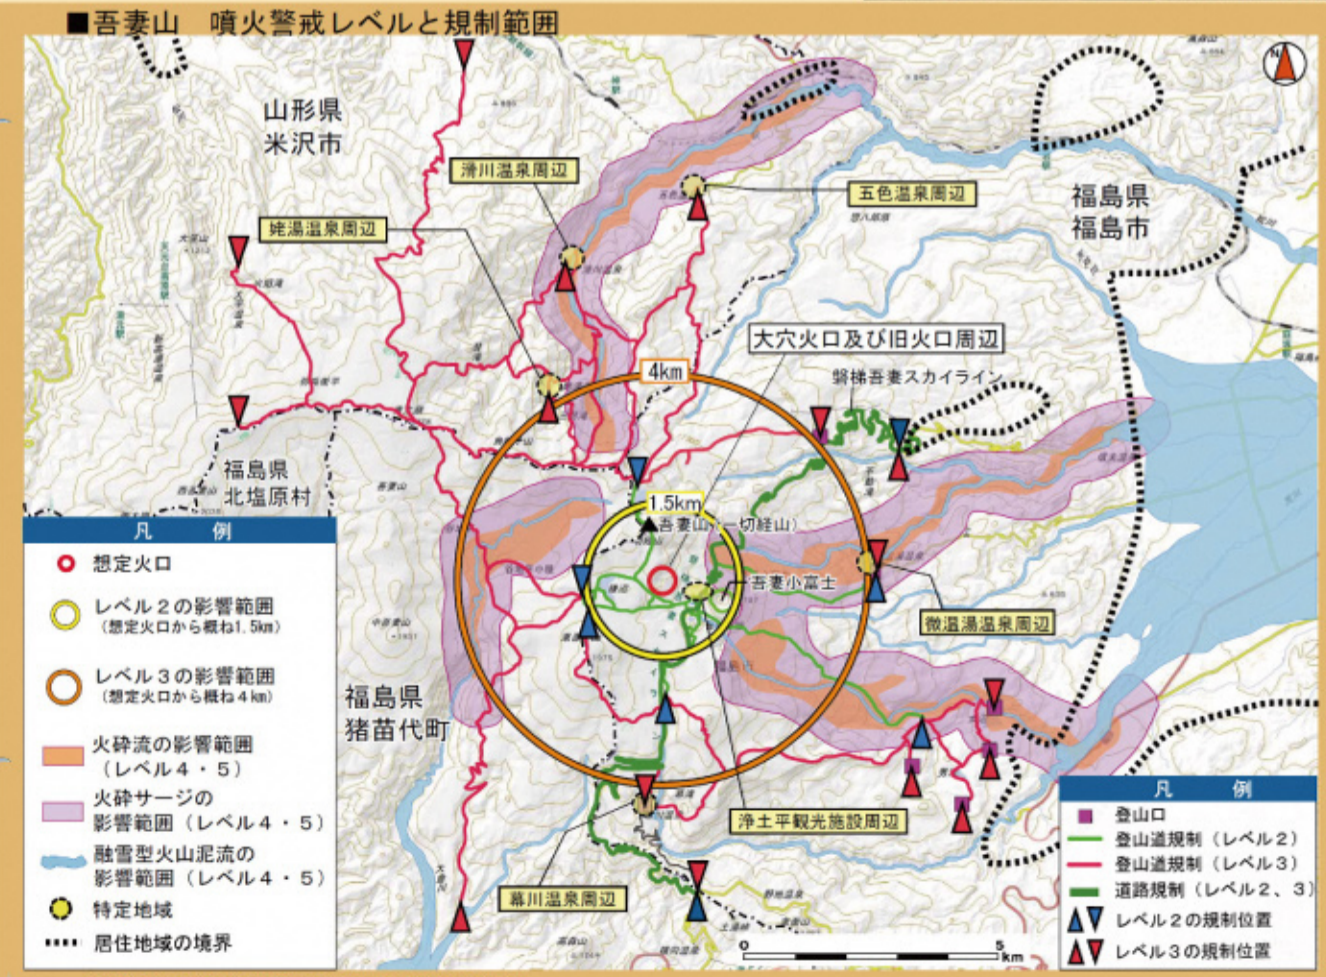 ■吾妻山　噴火警戒レベルと規制範囲
N
山形県
米沢市
滑川温泉周辺
五色温泉周辺
姥湯温泉周辺
福島県
福島市
大穴火口及び旧火口周辺
4km
磐梯吾妻スカイライン
福島県
北塩原村
1.5km
吾妻山（一切経山）
吾妻小富士
微温湯温泉周辺
福島県
猪苗代町
浄土平観光施設周辺
幕川温泉周辺
凡　例
想定火口
レベル２の影響範囲
（想定火口から概ね1.5km）
レベル３の影響範囲
（想定火口から概ね４km）
火砕流の影響範囲
（レベル４・５）
火砕サージの
影響範囲（レベル４・５）
融雪型火山泥流の
影響範囲（レベル４・５）
特定地域
居住地域の境界
凡　例
登山口
登山道規制（レベル２）
登山道規制（レベル３）
道路規制（レベル２、３）
レベル２の規制位置
レベル３の規制位置
0
5
km